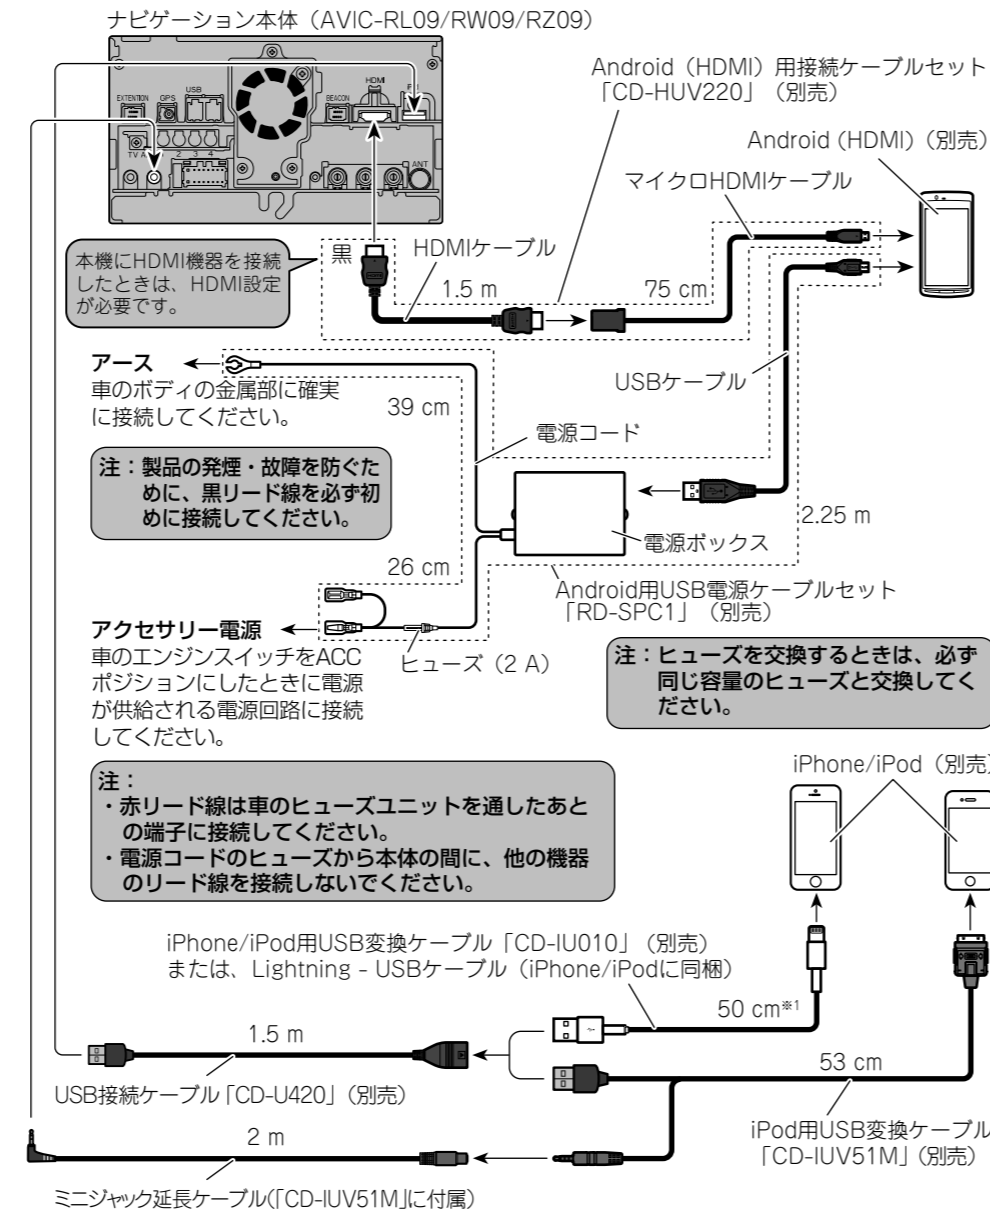 ナビゲーション本体（AVIC-RL09/RW09/RZ09）
EXTENTION
GPS
USB
BEACON
HDMI
TV A
2
3
4
ANT
Android（HDMI）用接続ケーブルセット
「CD-HUV220」（別売）
Android（HDMI）（別売）
マイクロHDMIケーブル
本機にHDMI機器を接続
したときは、HDMI設定
が必要です。
黒
HDMIケーブル
1.5 m
75 cm
アース
車のボディの金属部に確実
に接続してください。
39 cm
USBケーブル
電源コード
注：製品の発煙・故障を防ぐた
めに、黒リード線を必ず初
めに接続してください。
2.25 m
電源ボックス
26 cm
Android用USB電源ケーブルセット
「RD-SPC1」（別売）
アクセサリー電源
車のエンジンスイッチをACC
ポジションにしたときに電源
が供給される電源回路に接続
してください。
ヒューズ（2 A）
注：ヒューズを交換するときは、必ず
同じ容量のヒューズと交換してく
ださい。
注：
・赤リード線は車のヒューズユニットを通したあと
の端子に接続してください。
・電源コードのヒューズから本体の間に、他の機器
のリード線を接続しないでください。
iPhone/iPod（別売）
iPhone/iPod用USB変換ケーブル「CD-IU010」（別売）
または、Lightning - USBケーブル（iPhone/iPodに同梱）
50 cm※1
1.5 m
53 cm
USB接続ケーブル「CD-U420」（別売）
iPod用USB変換ケーブル
「CD-IUV51M」（別売）
2 m
ミニジャック延長ケーブル(「CD-IUV51M」に付属)